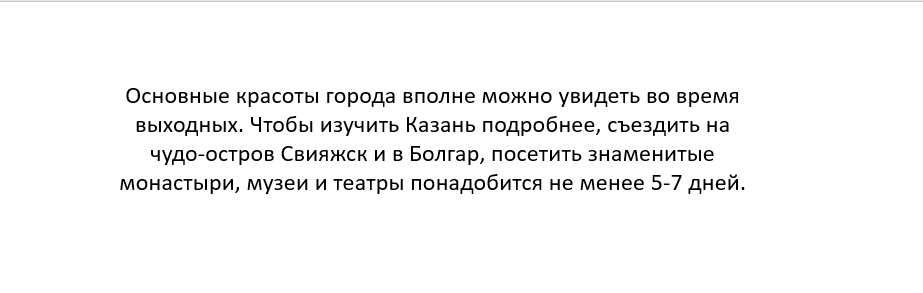 Основные красоты города вполне можно увидеть во время
выходных. Чтобы изучить Казань подробнее, съездить на
чудо-остров Свияжск и в Болгар, посетить знаменитые
монастыри, музеи и театры понадобится не менее 5-7 дней.